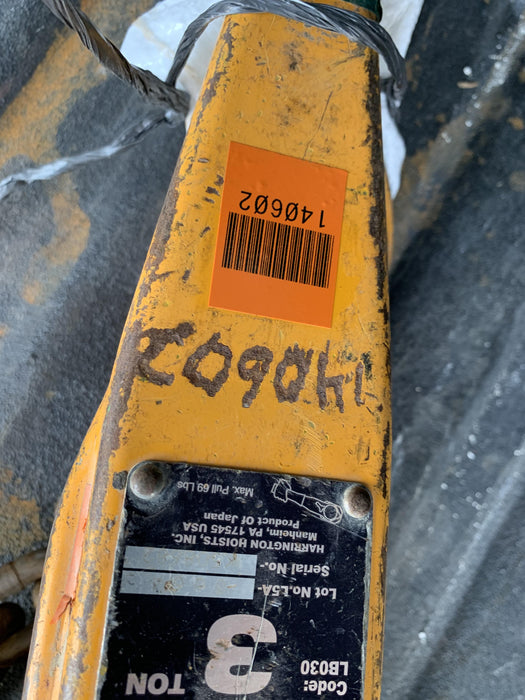 140602
140602
Code:
LB030
3
TON
Lot No.L5A-
Serial No.-
HARRINGTON HOISTS, INC.
Manheim, PA 17545 USA
Product Of Japan
Max. Pull 69 Lbs